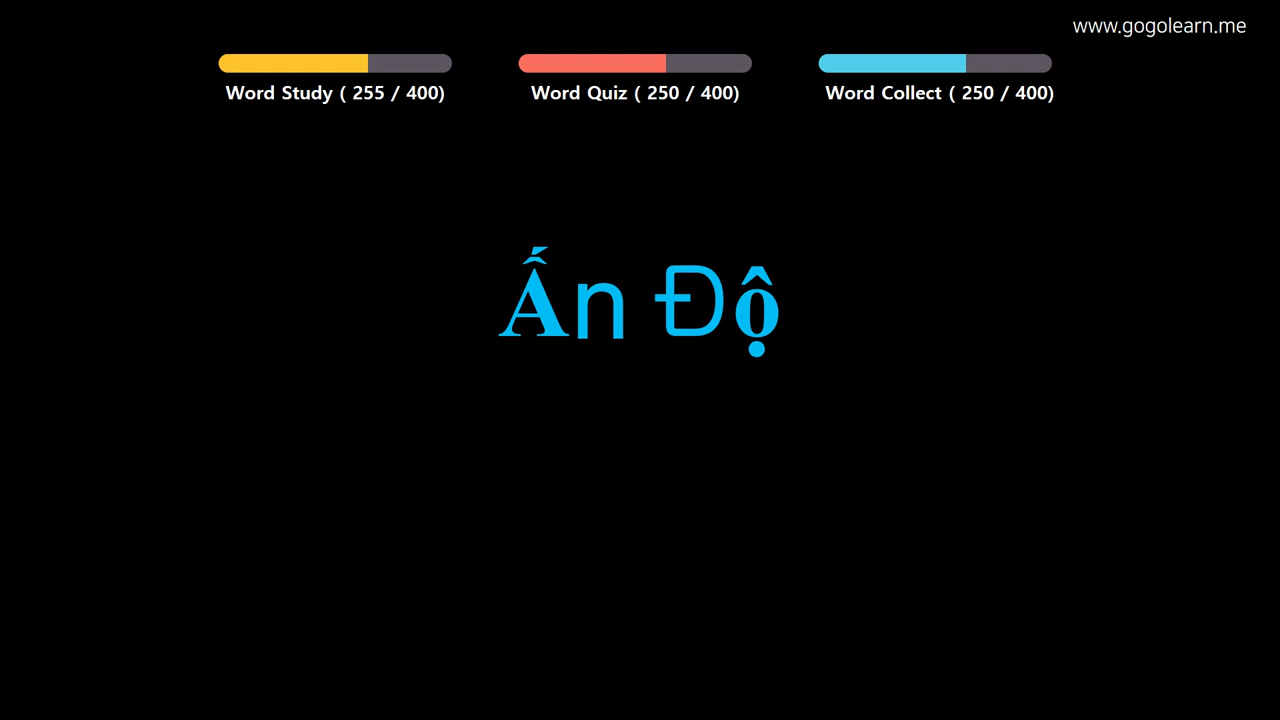 www.gogolearn.me
Word Study ( 255 / 400)
Word Quiz ( 250 / 400)
Word Collect ( 250 / 400)
Ấn Độ